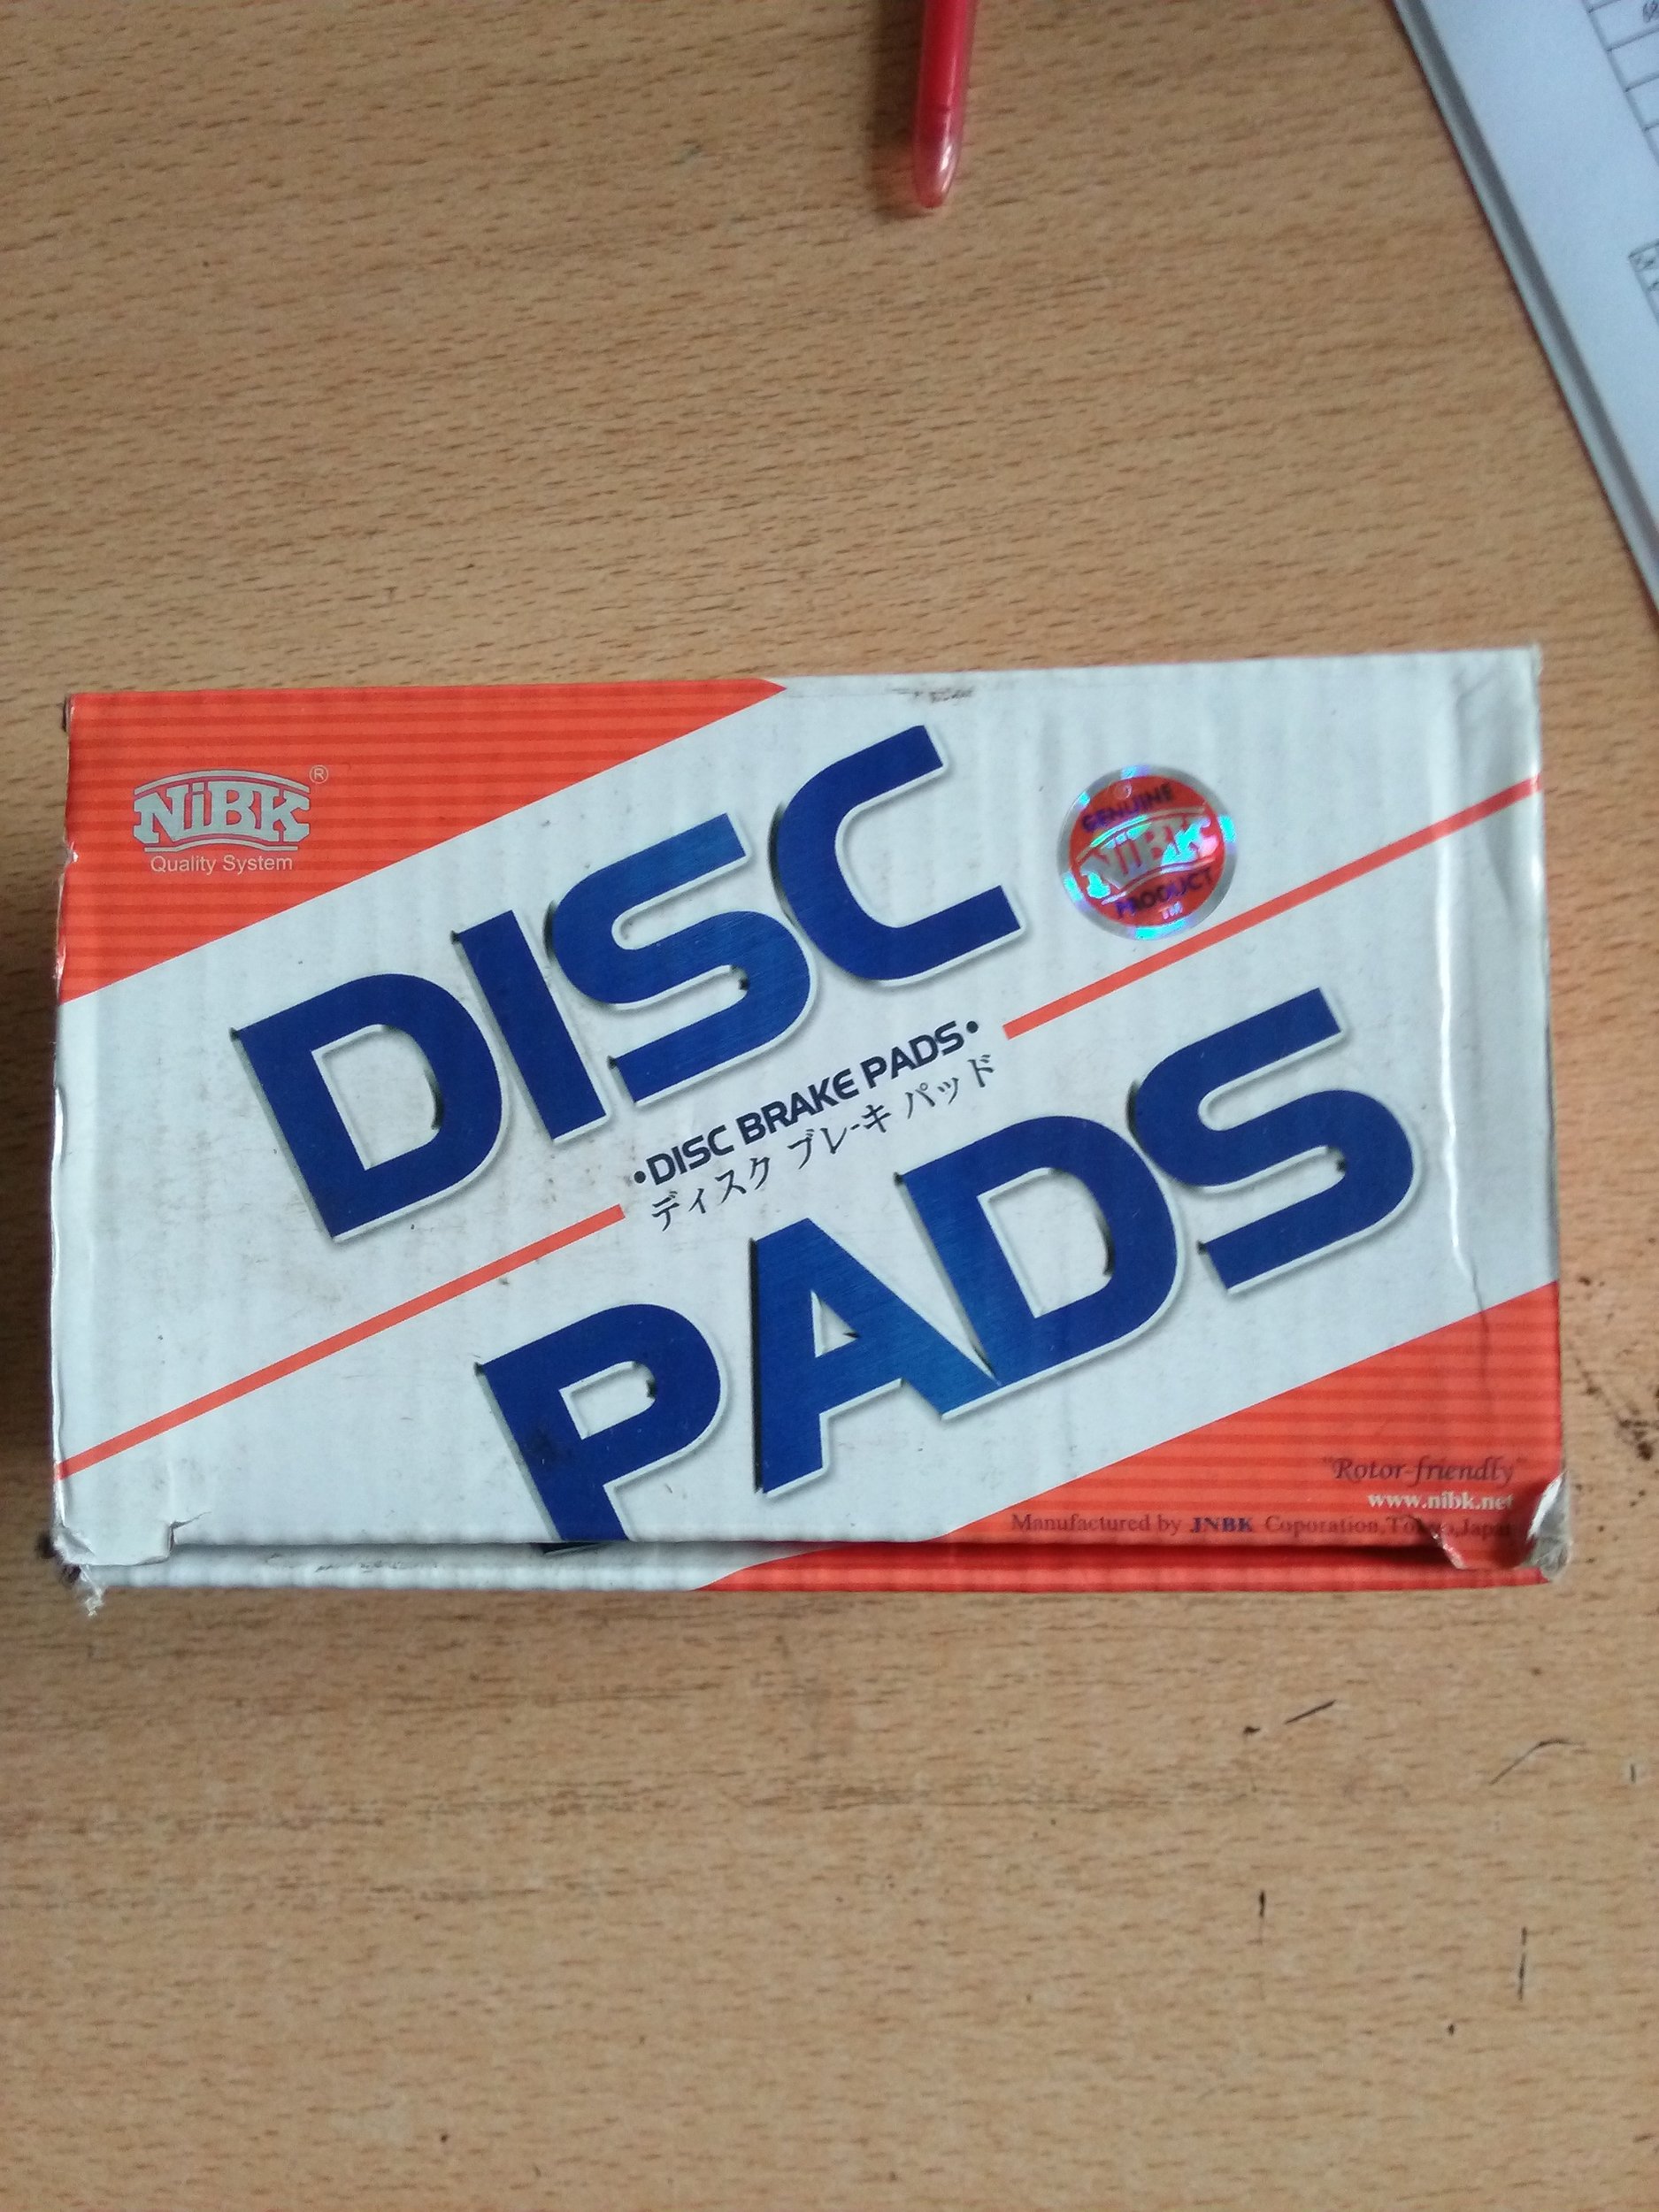 NiBK®
Quality System
DISC
GENUINE
NiBK
PRODUCT
TM
•DISC BRAKE PADS•
ディスク ブレーキ パッド
PADS
"Rotor-friendly"
www.nibk.net
Manufactured by JNBK Coporation,Tokyo,Japan